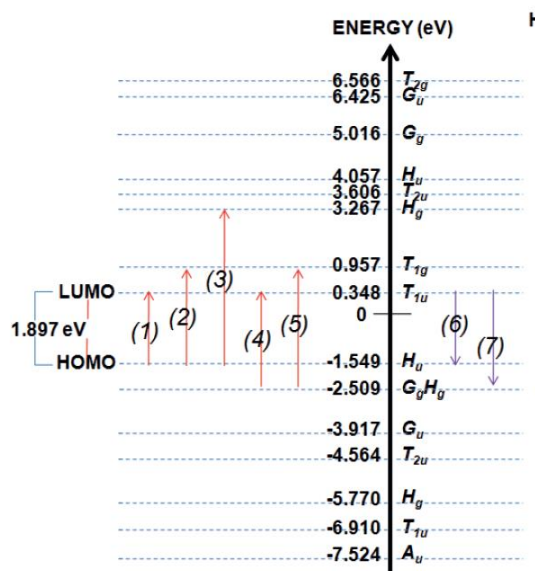 ENERGY (eV)
H
6.566 T2g
6.425 Gu
5.016 Gg
4.057 Hu
3.606 T2u
3.267 Hg
0.957 T1g
LUMO 0.348 T1u
(1) (2) (3) (4) (5) 0 (6) (7)
1.897 eV
HOMO -1.549 Hu
-2.509 GgHg
-3.917 Gu
-4.564 T2u
-5.770 Hg
-6.910 T1u
-7.524 Au